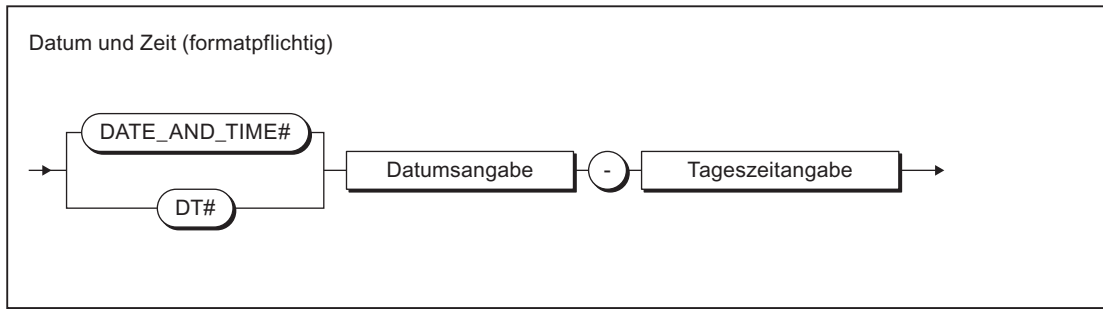 Datum und Zeit (formatpflichtig)
DATE_AND_TIME#
Datumsangabe - Tageszeitangabe
DT#